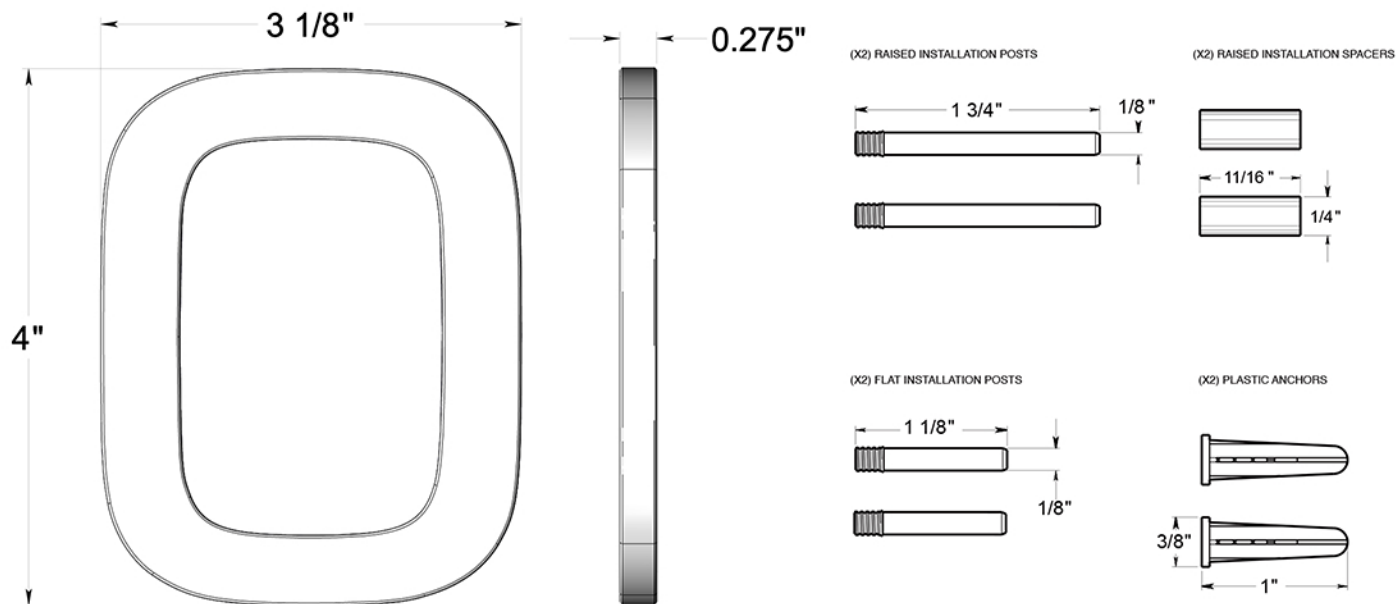 3 1/8"
0.275"
4"
(X2) RAISED INSTALLATION POSTS
1 3/4"
1/8 "
(X2) RAISED INSTALLATION SPACERS
11/16 "
1/4"
(X2) FLAT INSTALLATION POSTS
1 1/8"
1/8"
(X2) PLASTIC ANCHORS
3/8"
1"